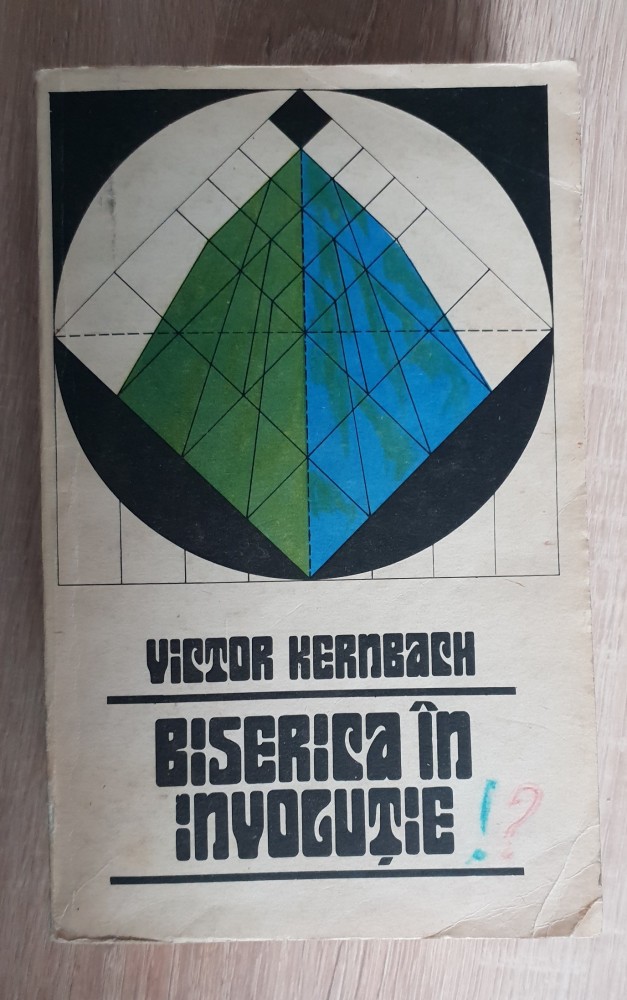 VICTOR KERNBACH
BISERICA ÎN
INVOLUȚIE !?